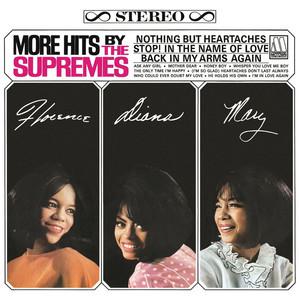 STEREO
MORE HITS BY THE
SUPREMES
NOTHING BUT HEARTACHES
STOP! IN THE NAME OF LOVE
BACK IN MY ARMS AGAIN
ASK ANY GIRL • MOTHER DEAR • HONEY BOY • WHISPER YOU LOVE ME BOY
THE ONLY TIME I'M HAPPY • (I'M SO GLAD) HEARTACHES DON'T LAST ALWAYS
WHO COULD EVER DOUBT MY LOVE • HE HOLDS HIS OWN • I'M IN LOVE AGAIN
Florence
Diana
Mary